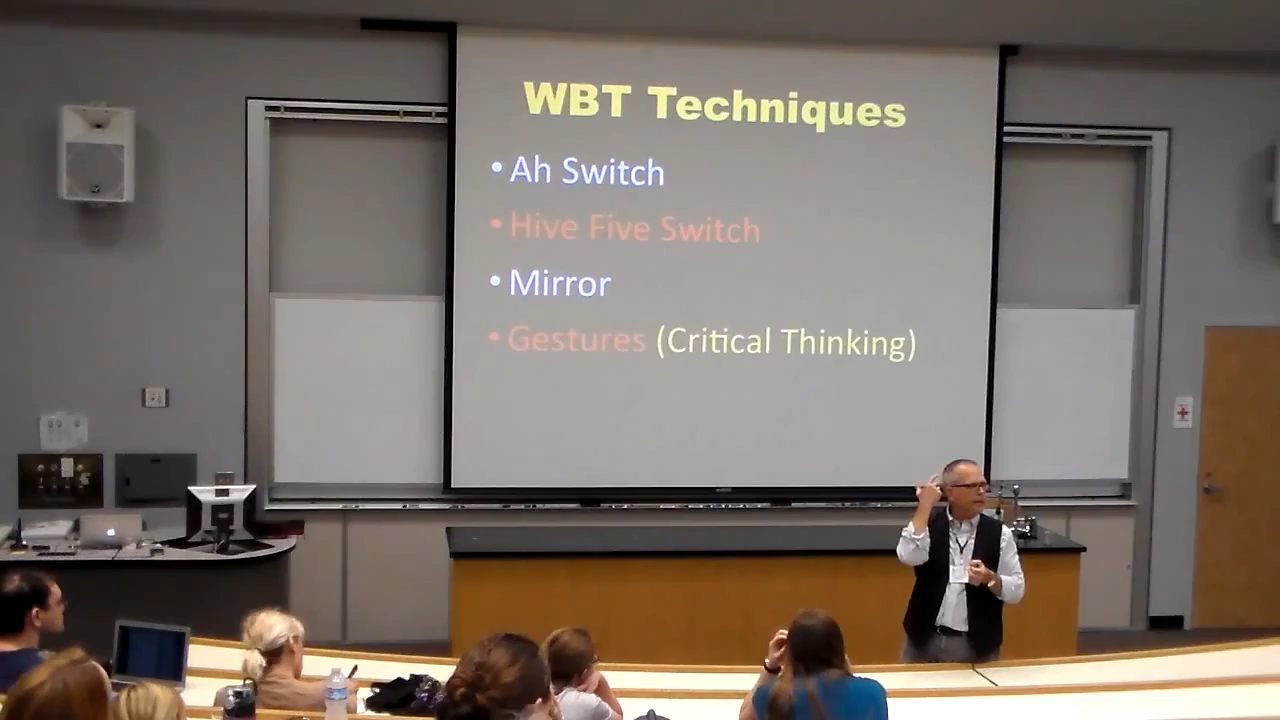 WBT Techniques
• Ah Switch
• Hive Five Switch
• Mirror
• Gestures (Critical Thinking)